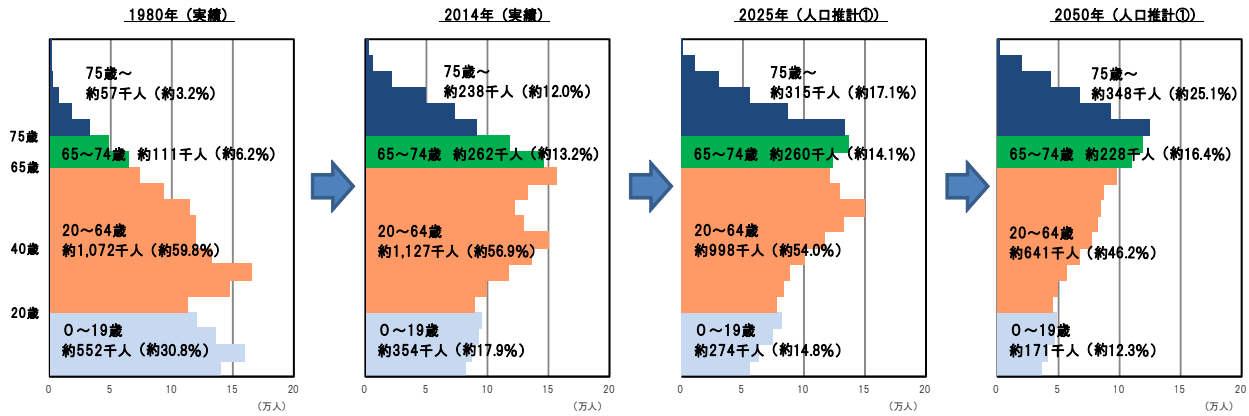 1980年（実績）
2014年（実績）
2025年（人口推計①）
2050年（人口推計①）
75歳～
約57千人（約3.2%）
75歳
65～74歳 約111千人（約6.2%）
65歳
20～64歳
約1,072千人（約59.8%）
40歳
20歳
０～19歳
約552千人（約30.8%）
0 5 10 15 20
（万人）
75歳～
約238千人（約12.0%）
65～74歳 約262千人（約13.2%）
20～64歳
約1,127千人（約56.9%）
０～19歳
約354千人（約17.9%）
0 5 10 15 20
（万人）
75歳～
約315千人（約17.1%）
65～74歳 約260千人（約14.1%）
20～64歳
約998千人（約54.0%）
０～19歳
約274千人（約14.8%）
0 5 10 15 20
（万人）
75歳～
約348千人（約25.1%）
65～74歳 約228千人（約16.4%）
20～64歳
約641千人（約46.2%）
０～19歳
約171千人（約12.3%）
0 5 10 15 20
（万人）